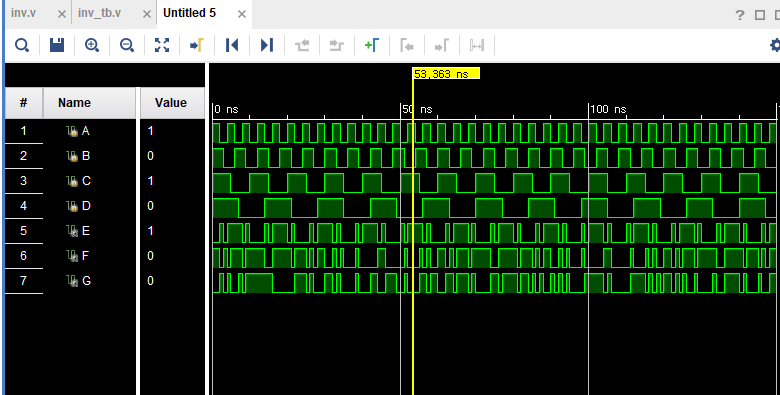 inv.v × inv_tb.v × Untitled 5 ×
?
53,363 ns
# Name Value
0 ns 50 ns 100 ns
1 A 1
2 B 0
3 C 1
4 D 0
5 E 1
6 F 0
7 G 0